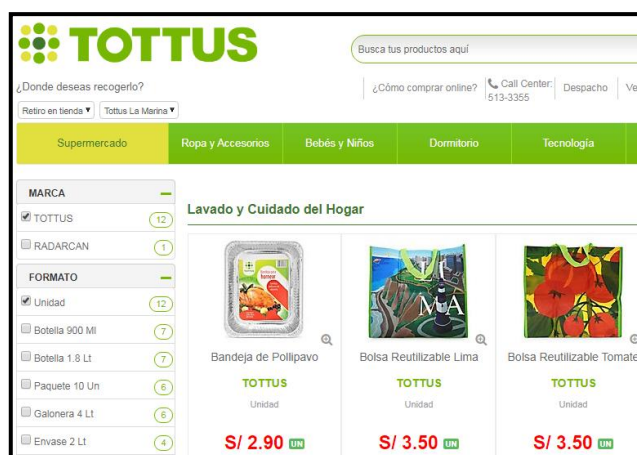 TOTTUS
Busca tus productos aquí
¿Donde deseas recogerlo?
¿Cómo comprar online?
Call Center:
513-3355
Despacho
Ve
Retiro en tienda ▼
Tottus La Marina ▼
Supermercado
Ropa y Accesorios
Bebés y Niños
Dormitorio
Tecnología
MARCA
TOTTUS 12
RADARCAN 1
FORMATO
Unidad 12
Botella 900 Ml 7
Botella 1.8 Lt 7
Paquete 10 Un 6
Galonera 4 Lt 6
Envase 2 Lt 4
Lavado y Cuidado del Hogar
Bandeja de Pollipavo
TOTTUS
Unidad
S/ 2.90 UN
MA
Bolsa Reutilizable Lima
TOTTUS
Unidad
S/ 3.50 UN
Bolsa Reutilizable Tomate
TOTTUS
Unidad
S/ 3.50 UN